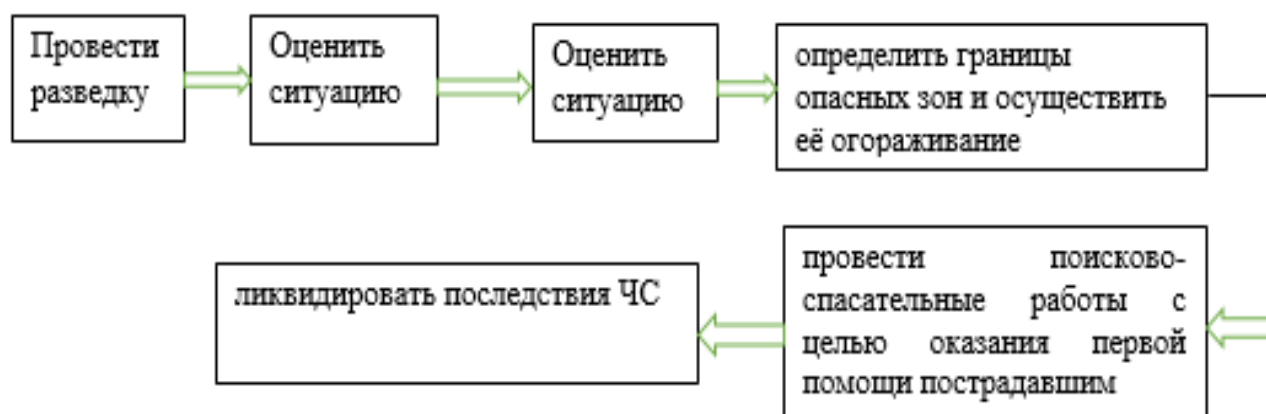 Провести
разведку
Оценить
ситуацию
Оценить
ситуацию
определить границы
опасных зон и осуществить
её огораживание
провести поисково-
спасательные работы с
целью оказания первой
помощи пострадавшим
ликвидировать последствия ЧС